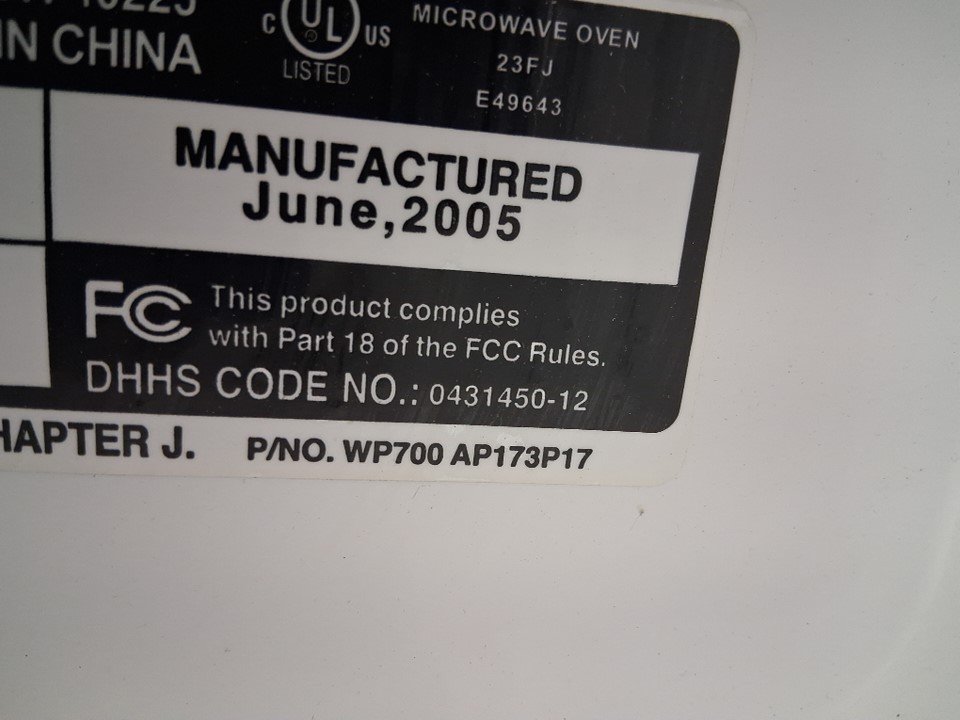 IN CHINA
C UL US
LISTED
MICROWAVE OVEN
23FJ
E49643
MANUFACTURED
June,2005
FC This product complies
with Part 18 of the FCC Rules.
DHHS CODE NO.: 0431450-12
HAPTER J. P/NO. WP700 AP173P17